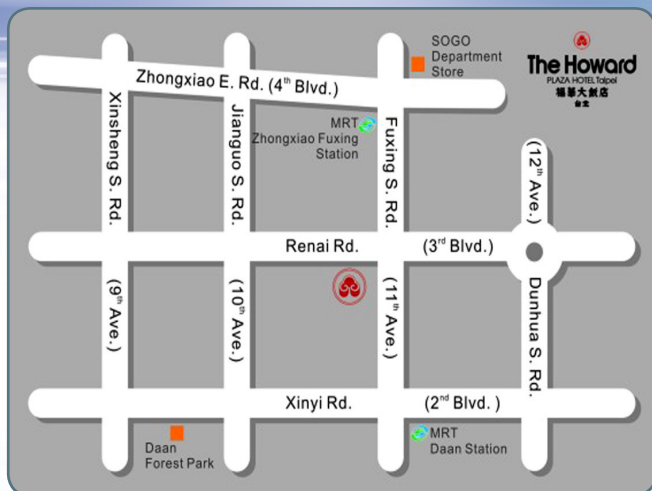 SOGO
Department
Store
The Howard
PLAZA HOTEL Taipei
福華大飯店
台北
Zhongxiao E. Rd. (4th Blvd.)
MRT
Zhongxiao Fuxing
Station
Xinsheng S. Rd.
Jianguo S. Rd.
Fuxing S. Rd.
(12th Ave.)
Renai Rd. (3rd Blvd.)
(9th Ave.)
(10th Ave.)
(11th Ave.)
Dunhua S. Rd.
Xinyi Rd. (2nd Blvd. )
Daan
Forest Park
MRT
Daan Station